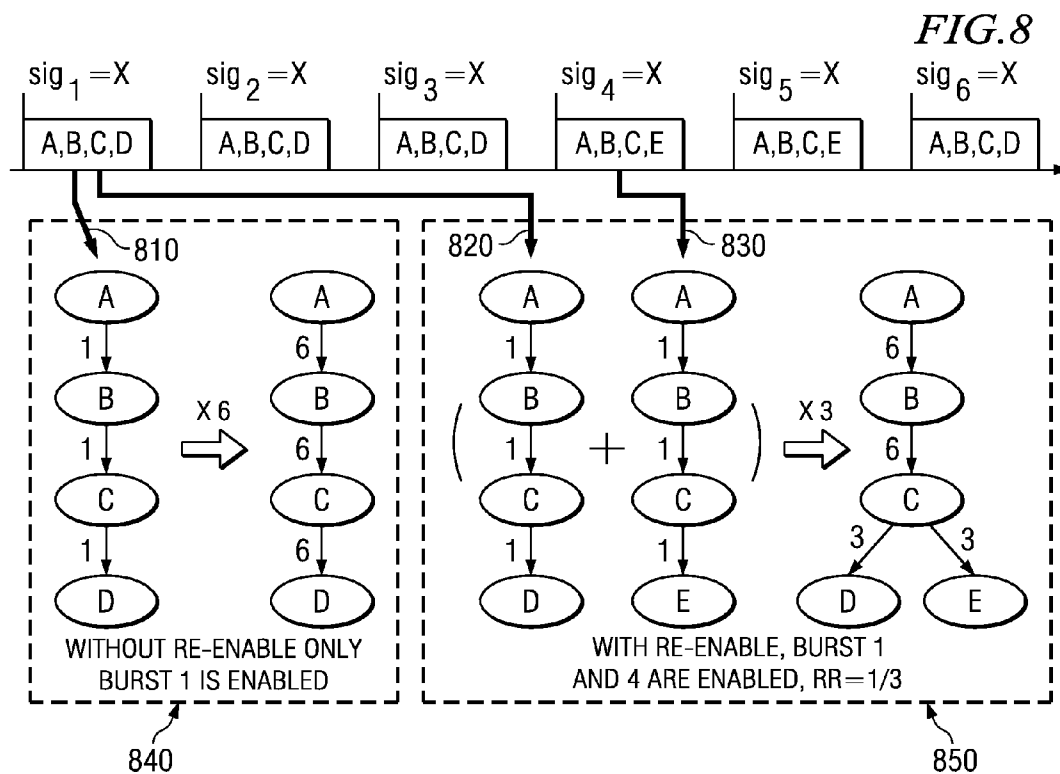 FIG.8
sig1=X sig2=X sig3=X sig4=X sig5=X sig6=X
A,B,C,D A,B,C,D A,B,C,D A,B,C,E A,B,C,E A,B,C,D
810 820 830
A A A A A
1 6 1 1 6
B B B B B
X 6 ( + ) X 3
1 6 1 1 6
C C C C C
1 6 1 1 3 3
D D D E D E
WITHOUT RE-ENABLE ONLY
BURST 1 IS ENABLED
WITH RE-ENABLE, BURST 1
AND 4 ARE ENABLED, RR=1/3
840 850